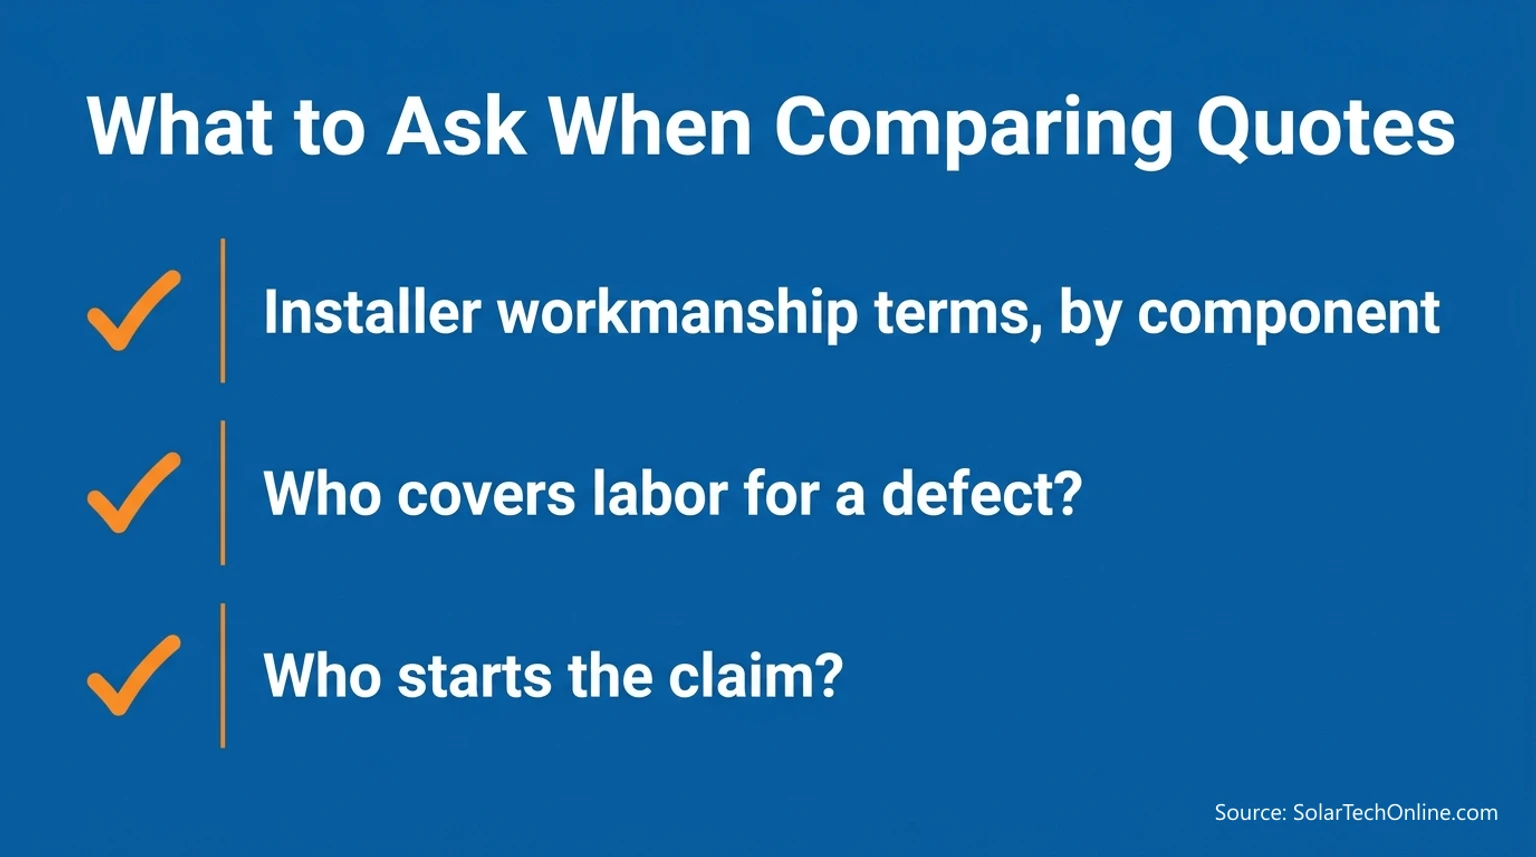 What to Ask When Comparing Quotes
Installer workmanship terms, by component
Who covers labor for a defect?
Who starts the claim?
Source: SolarTechOnline.com